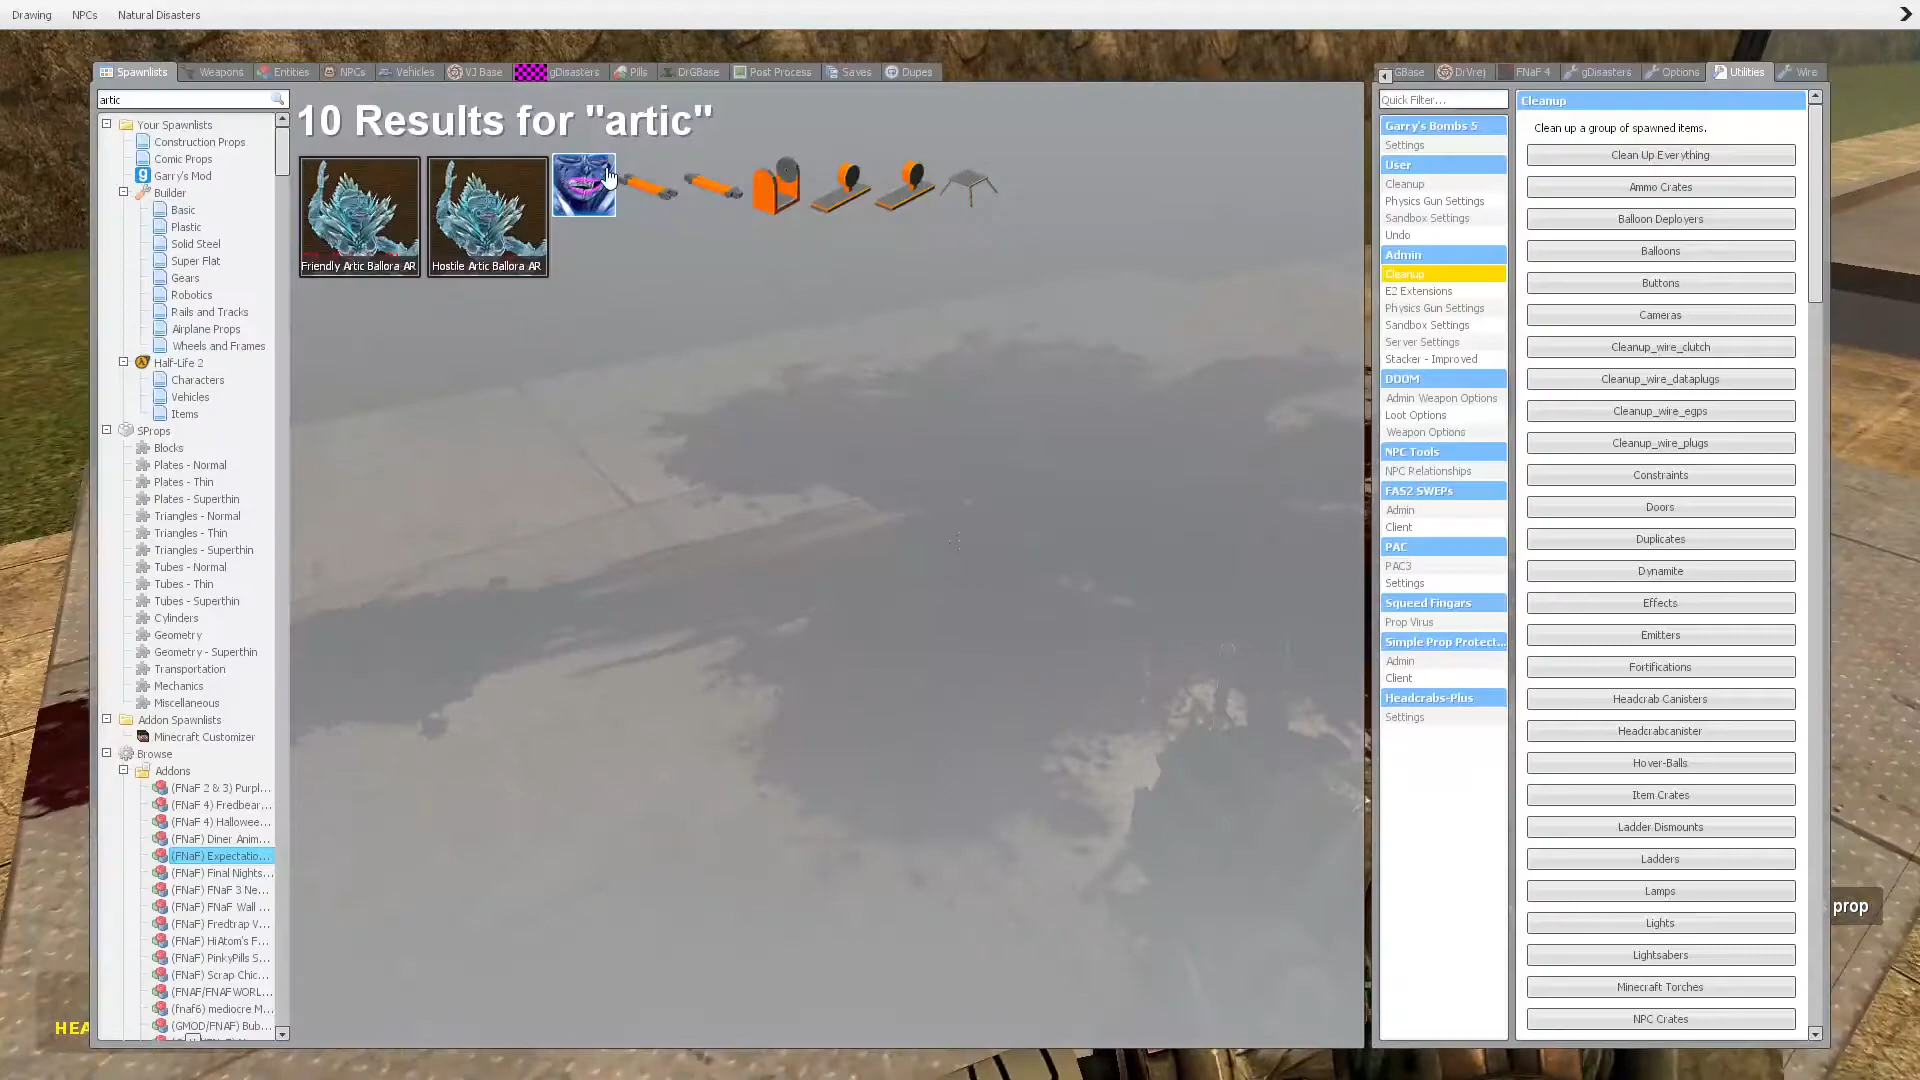 Drawing NPCs Natural Disasters
Spawnlists Weapons Entities NPCs Vehicles VJ Base gDisasters Pills DrGBase Post Process Saves Dupes
artic
10 Results for "artic"
Friendly Artic Ballora AR
Hostile Artic Ballora AR
Your Spawnlists
Construction Props
Comic Props
Garry's Mod
Builder
Basic
Plastic
Solid Steel
Super Flat
Gears
Robotics
Rails and Tracks
Airplane Props
Wheels and Frames
Half-Life 2
Characters
Vehicles
Items
SProps
Blocks
Plates - Normal
Plates - Thin
Plates - Superthin
Triangles - Normal
Triangles - Thin
Triangles - Superthin
Tubes - Normal
Tubes - Thin
Tubes - Superthin
Cylinders
Geometry
Geometry - Superthin
Transportation
Mechanics
Miscellaneous
Addon Spawnlists
Minecraft Customizer
Browse
Addons
(FNaF 2 & 3) Purpl...
(FNaF 4) Fredbear...
(FNaF 4) Hallowee...
(FNaF) Diner Anim...
(FNaF) Expectatio...
(FNaF) Final Nights...
(FNaF) FNaF 3 Ne...
(FNaF) FNaF Wall ...
(FNaF) Fredtrap V...
(FNaF) HiAtom's F...
(FNaF) PinkyPills S...
(FNaF) Scrap Chic...
(FNAF/FNAFWORL...
(fnaf6) mediocre M...
(GMOD/FNAF) Bub...
HEA
GBase DrVrej FNaF 4 gDisasters Options Utilities Wire
Quick Filter...
Garry's Bombs 5
Settings
User
Cleanup
Physics Gun Settings
Sandbox Settings
Undo
Admin
Cleanup
E2 Extensions
Physics Gun Settings
Sandbox Settings
Server Settings
Stacker - Improved
DOOM
Admin Weapon Options
Loot Options
Weapon Options
NPC Tools
NPC Relationships
FAS2 SWEPs
Admin
Client
PAC
PAC3
Settings
Squeed Fingars
Prop Virus
Simple Prop Protect...
Admin
Client
Headcrabs-Plus
Settings
Cleanup
Clean up a group of spawned items.
Clean Up Everything
Ammo Crates
Balloon Deployers
Balloons
Buttons
Cameras
Cleanup_wire_clutch
Cleanup_wire_dataplugs
Cleanup_wire_egps
Cleanup_wire_plugs
Constraints
Doors
Duplicates
Dynamite
Effects
Emitters
Fortifications
Headcrab Canisters
Headcrabcanister
Hover-Balls
Item Crates
Ladder Dismounts
Ladders
Lamps
Lights
Lightsabers
Minecraft Torches
NPC Crates
prop